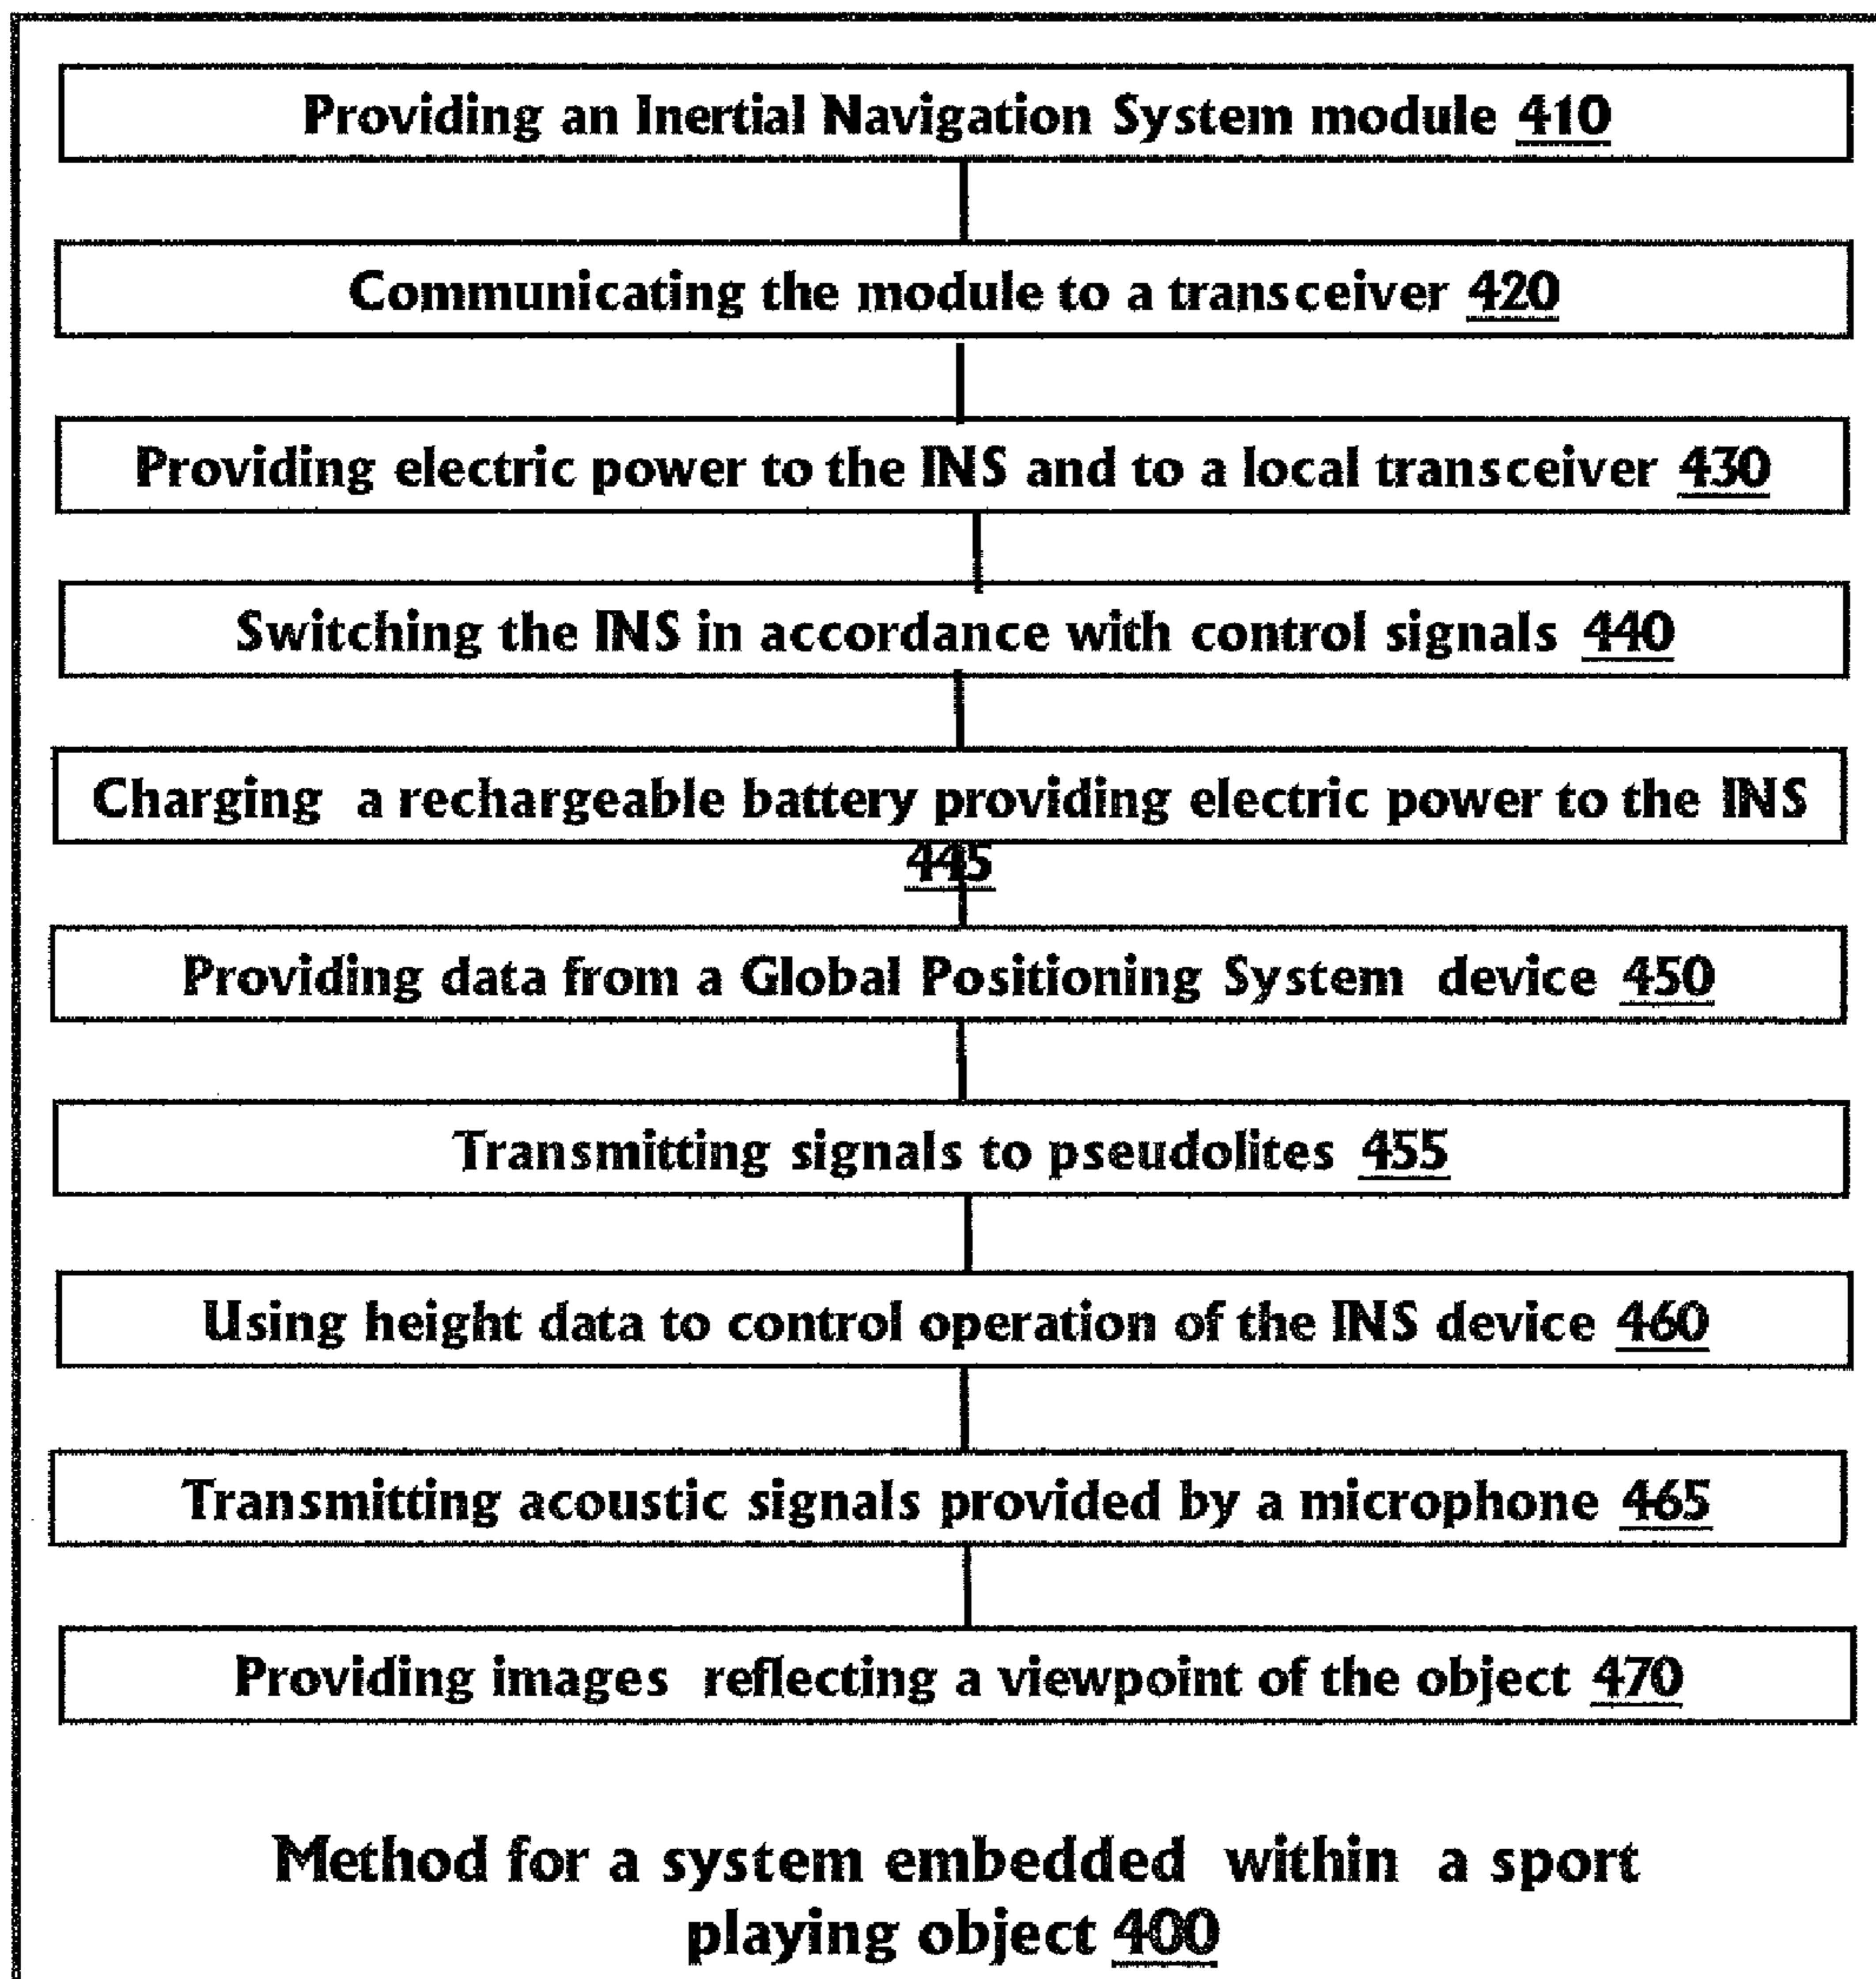 Providing an Inertial Navigation System module 410
Communicating the module to a transceiver 420
Providing electric power to the INS and to a local transceiver 430
Switching the INS in accordance with control signals 440
Charging a rechargeable battery providing electric power to the INS
445
Providing data from a Global Positioning System device 450
Transmitting signals to pseudolites 455
Using height data to control operation of the INS device 460
Transmitting acoustic signals provided by a microphone 465
Providing images reflecting a viewpoint of the object 470
Method for a system embedded within a sport
playing object 400